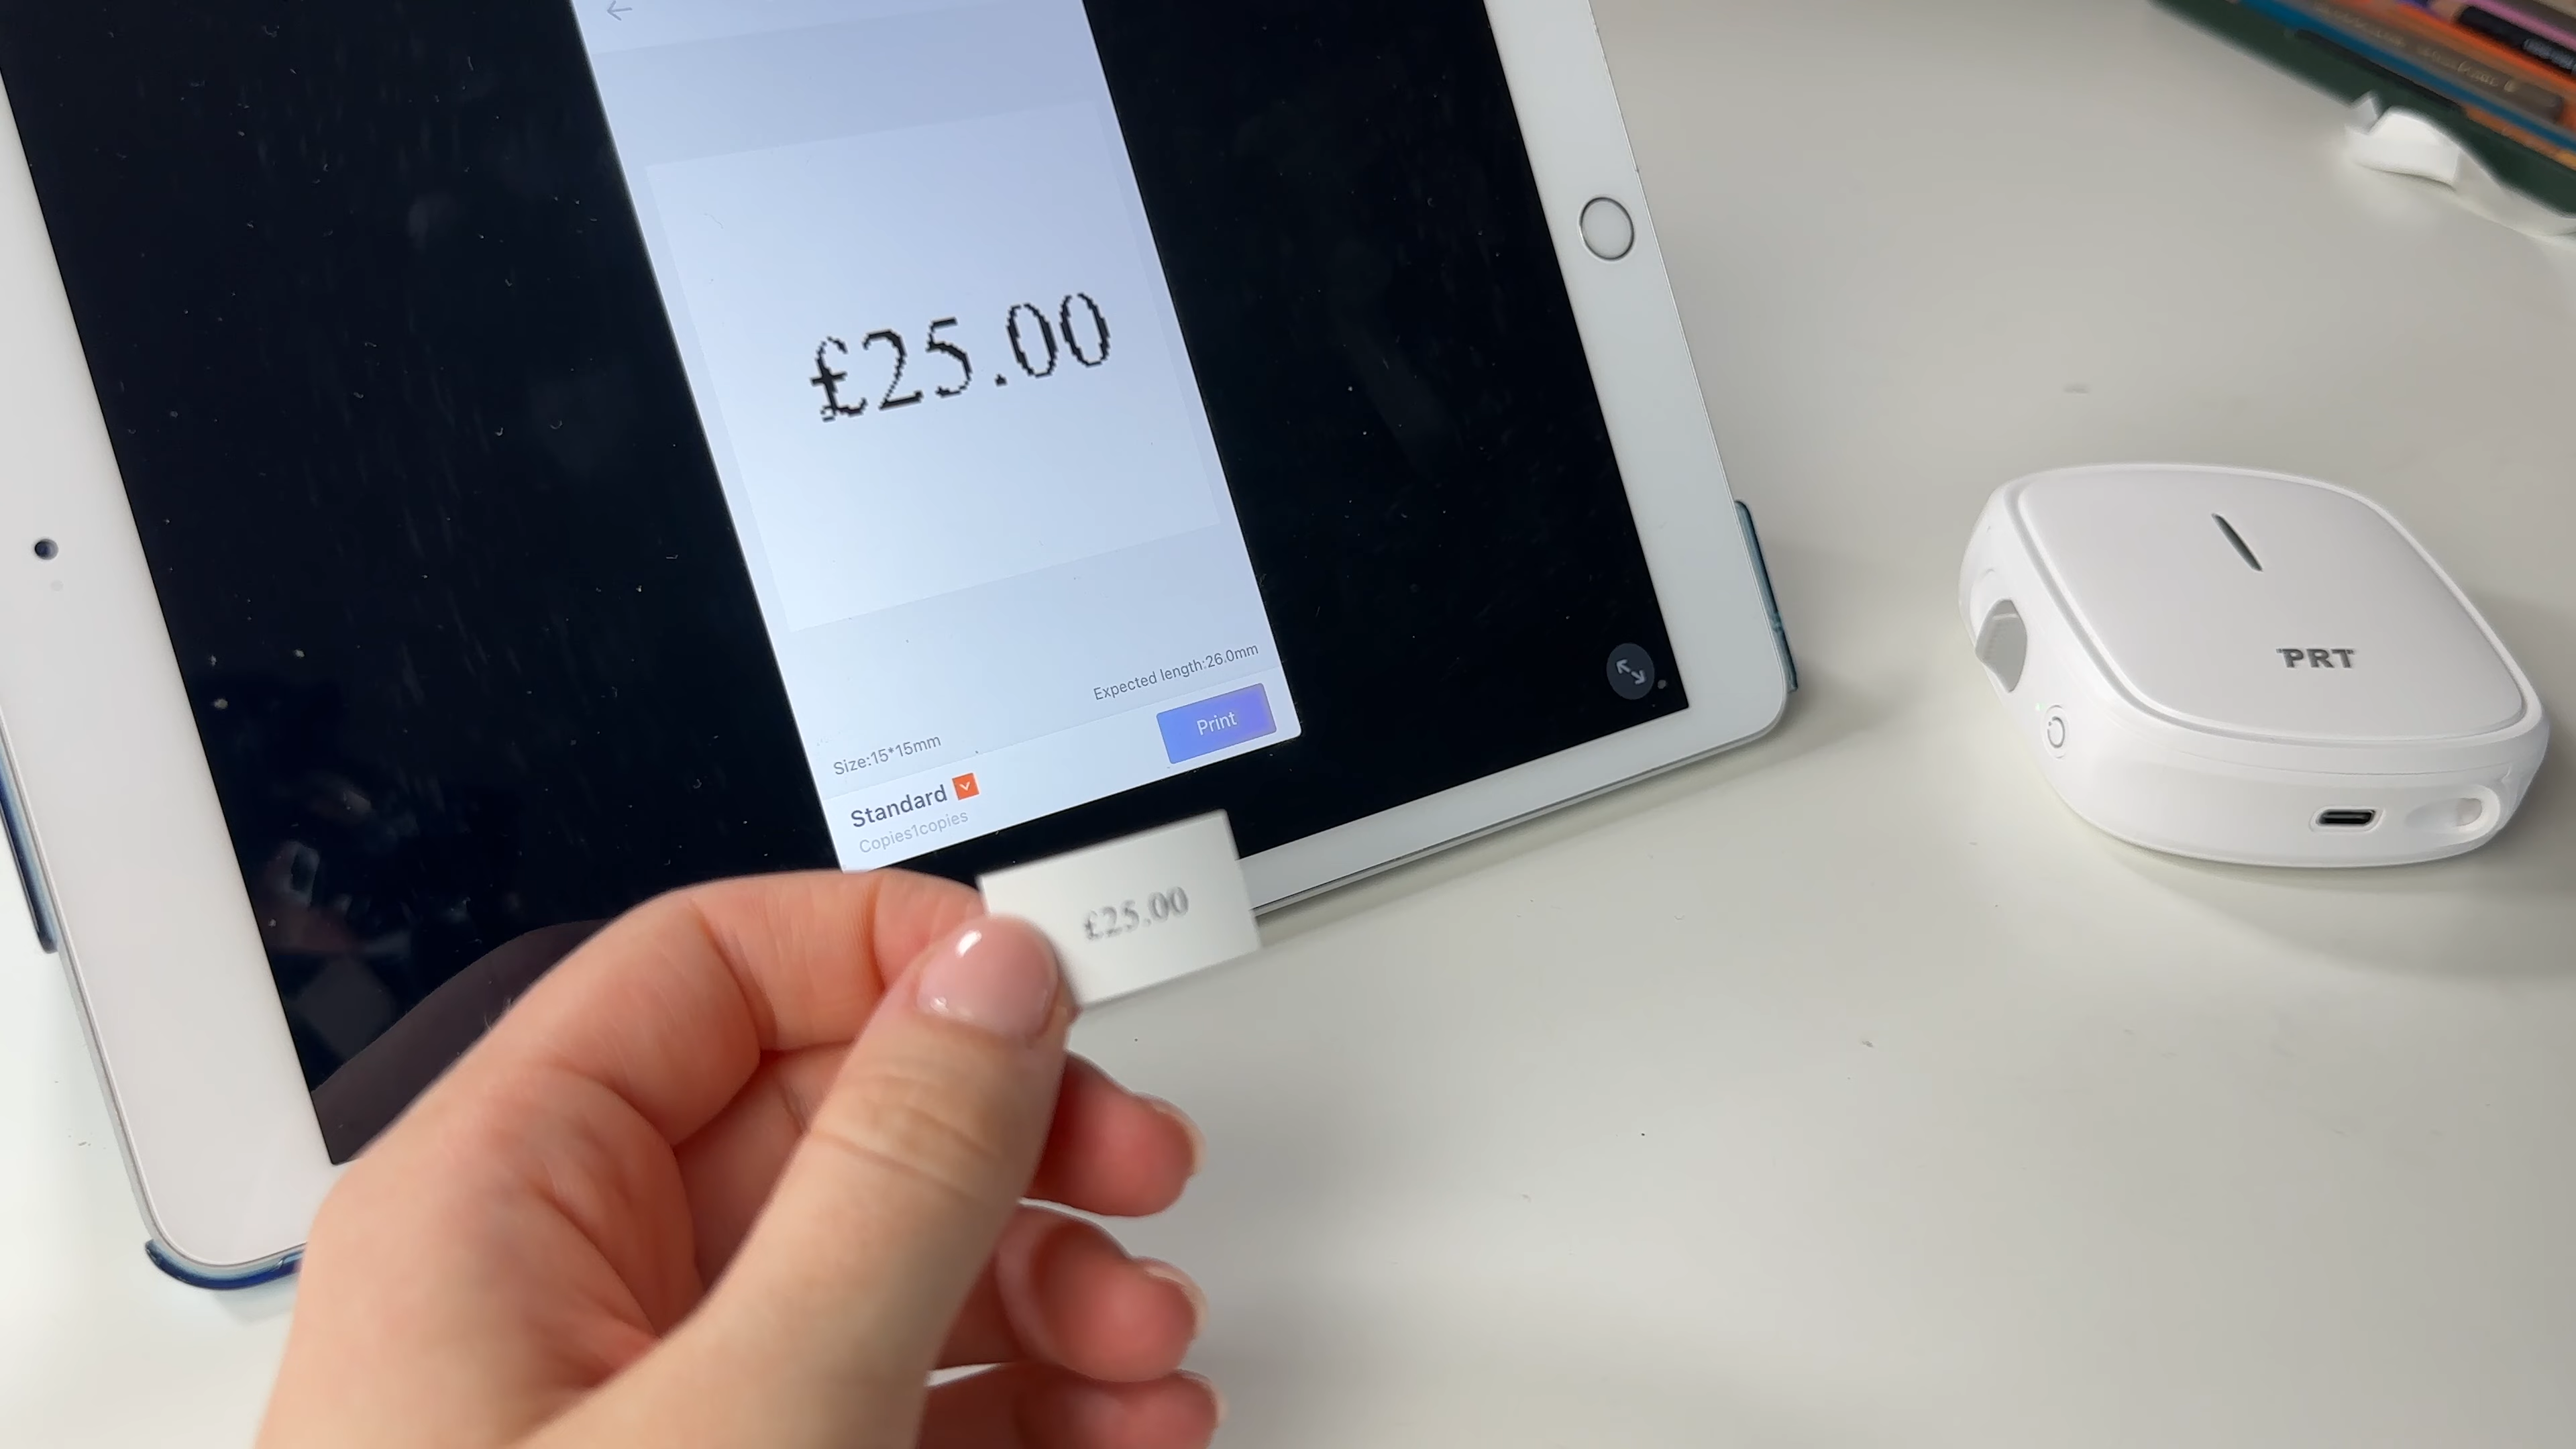 £25.00
Expected length:26.0mm
Size:15*15mm
Print
Standard
Copies1copies
£25.00
PRT